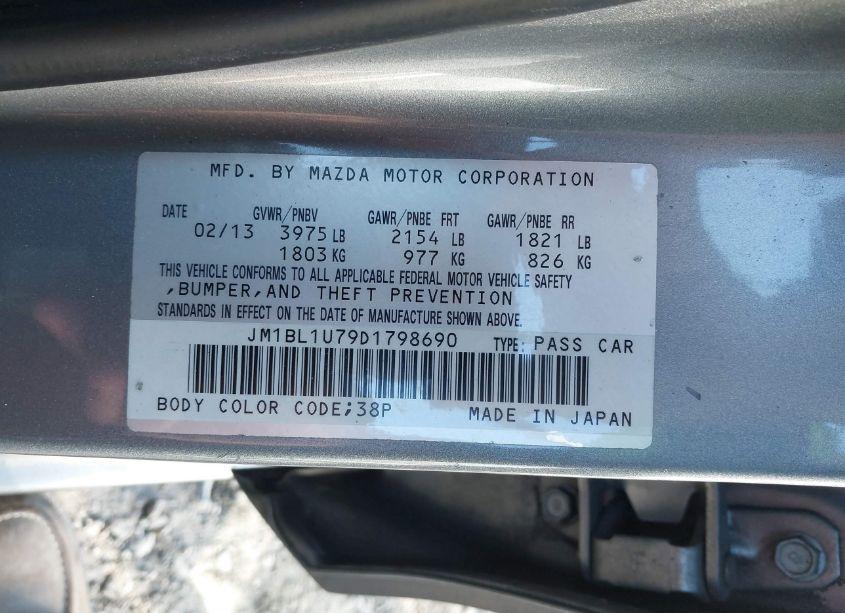 MFD. BY MAZDA MOTOR CORPORATION
DATE GVWR/PNBV GAWR/PNBE FRT GAWR/PNBE RR
02/13 3975 LB 2154 LB 1821 LB
1803 KG 977 KG 826 KG
THIS VEHICLE CONFORMS TO ALL APPLICABLE FEDERAL MOTOR VEHICLE SAFETY
,BUMPER,AND THEFT PREVENTION
STANDARDS IN EFFECT ON THE DATE OF MANUFACTURE SHOWN ABOVE.
JM1BL1U79D1798690 TYPE: PASS CAR
BODY COLOR CODE;38P MADE IN JAPAN